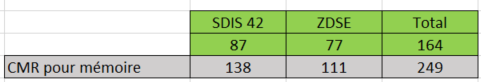 SDIS 42 ZDSE Total
87 77 164
CMR pour mémoire 138 111 249